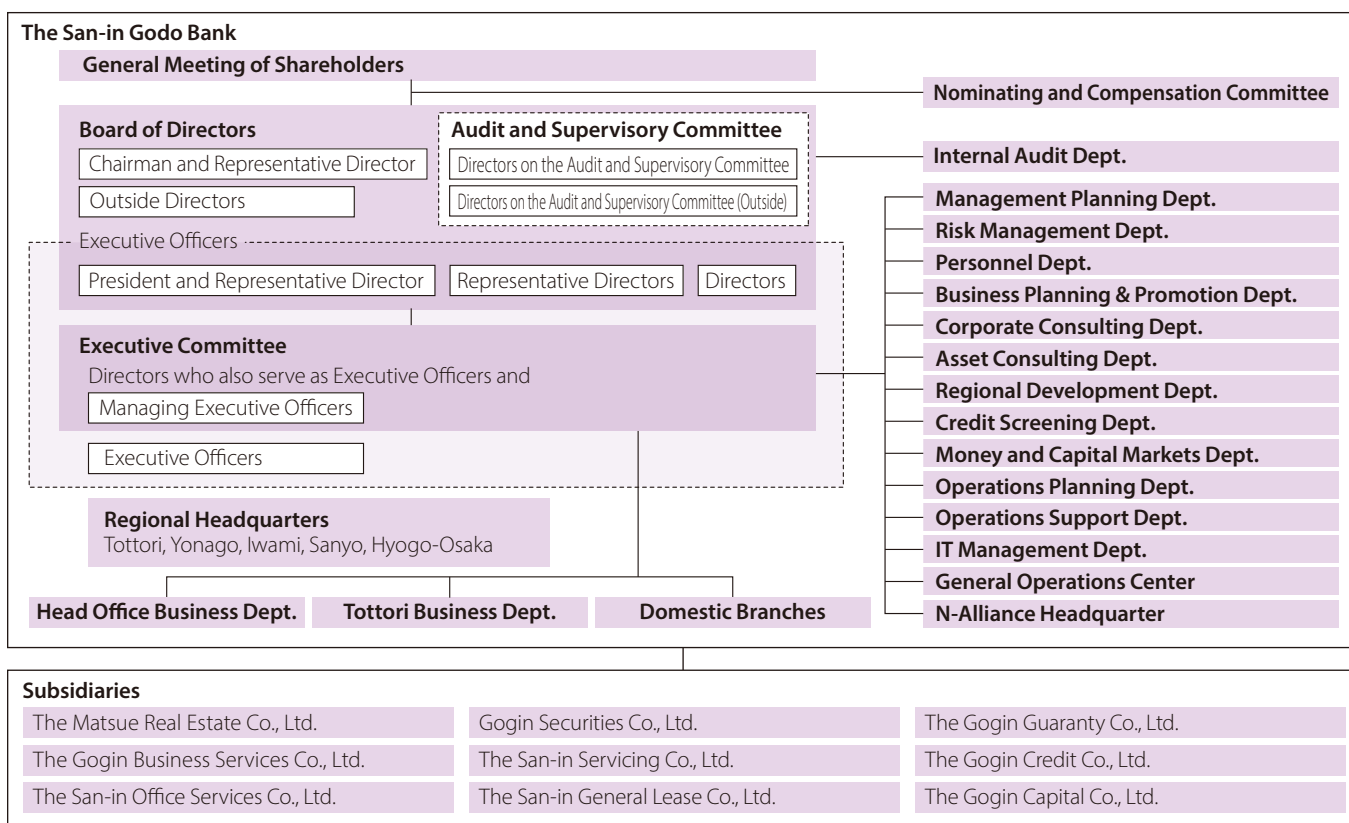 The San-in Godo Bank
General Meeting of Shareholders
Nominating and Compensation Committee
Board of Directors
Chairman and Representative Director
Outside Directors
Audit and Supervisory Committee
Directors on the Audit and Supervisory Committee
Directors on the Audit and Supervisory Committee (Outside)
Executive Officers
President and Representative Director
Representative Directors
Directors
Executive Committee
Directors who also serve as Executive Officers and
Managing Executive Officers
Executive Officers
Regional Headquarters
Tottori, Yonago, Iwami, Sanyo, Hyogo-Osaka
Head Office Business Dept.
Tottori Business Dept.
Domestic Branches
Internal Audit Dept.
Management Planning Dept.
Risk Management Dept.
Personnel Dept.
Business Planning & Promotion Dept.
Corporate Consulting Dept.
Asset Consulting Dept.
Regional Development Dept.
Credit Screening Dept.
Money and Capital Markets Dept.
Operations Planning Dept.
Operations Support Dept.
IT Management Dept.
General Operations Center
N-Alliance Headquarter
Subsidiaries
The Matsue Real Estate Co., Ltd.
The Gogin Business Services Co., Ltd.
The San-in Office Services Co., Ltd.
Gogin Securities Co., Ltd.
The San-in Servicing Co., Ltd.
The San-in General Lease Co., Ltd.
The Gogin Guaranty Co., Ltd.
The Gogin Credit Co., Ltd.
The Gogin Capital Co., Ltd.